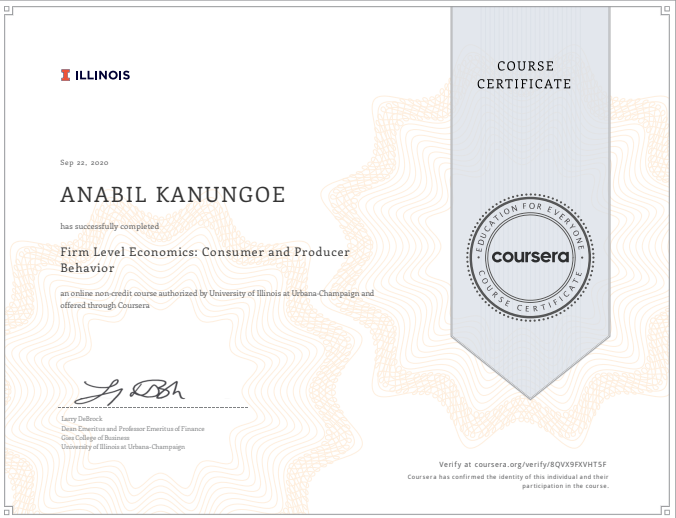 ILLINOIS
COURSE
CERTIFICATE
Sep 22, 2020
ANABIL KANUNGOE
has successfully completed
Firm Level Economics: Consumer and Producer
Behavior
an online non-credit course authorized by University of Illinois at Urbana-Champaign and
offered through Coursera
EDUCATION FOR EVERYONE
coursera
COURSE CERTIFICATE
Larry DeBrock
Dean Emeritus and Professor Emeritus of Finance
Gies College of Business
University of Illinois at Urbana-Champaign
Verify at coursera.org/verify/8QVX9FXVHT5F
Coursera has confirmed the identity of this individual and their
participation in the course.